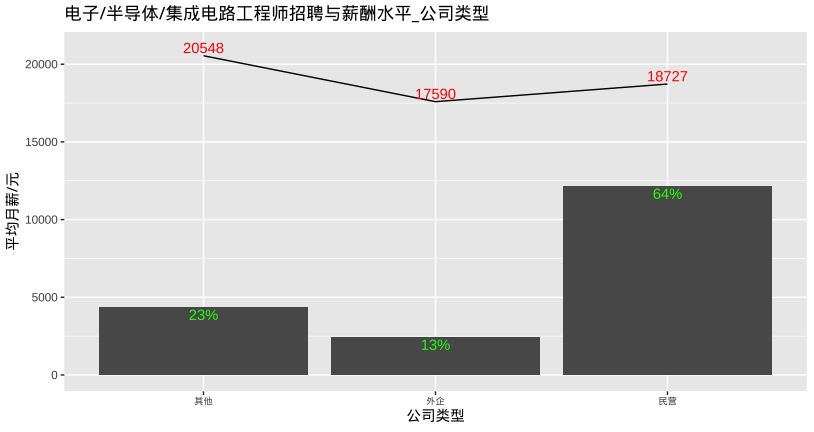 电子/半导体/集成电路工程师招聘与薪酬水平_公司类型
平均月薪/元
20000
15000
10000
5000
0
20548
17590
18727
23%
13%
64%
其他
外企
民营
公司类型